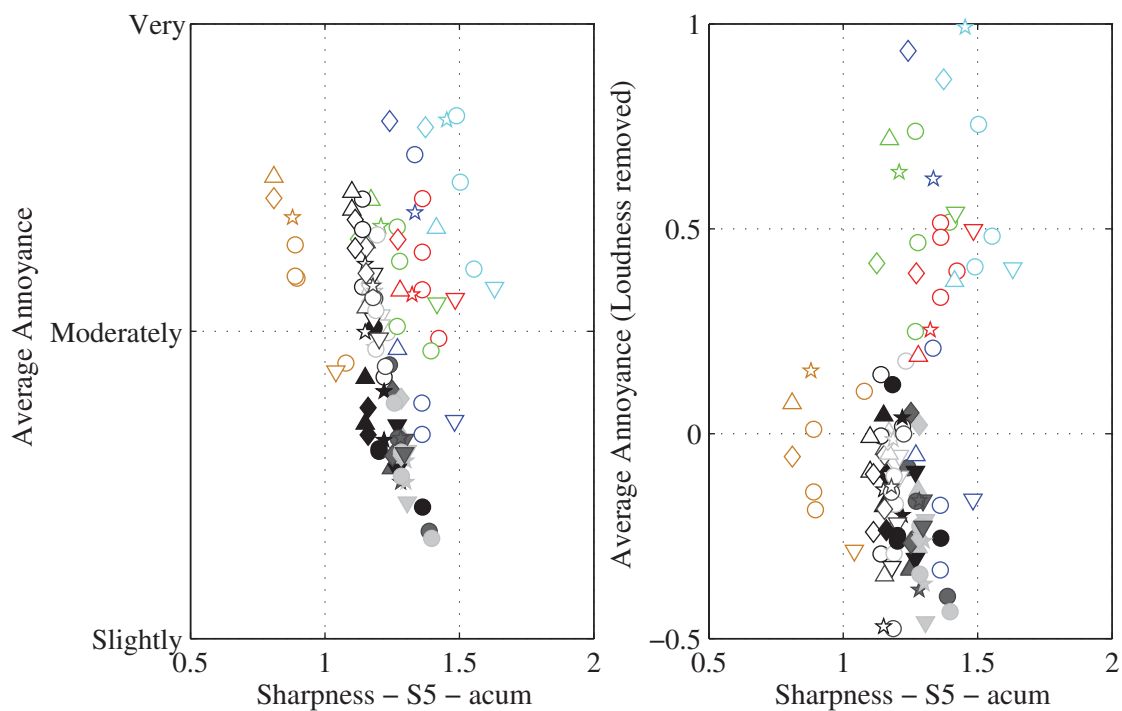 Very
Moderately
Slightly
Average Annoyance
0.5 1 1.5 2
Sharpness − S5 − acum
1
0.5
0
−0.5
Average Annoyance (Loudness removed)
0.5 1 1.5 2
Sharpness − S5 − acum